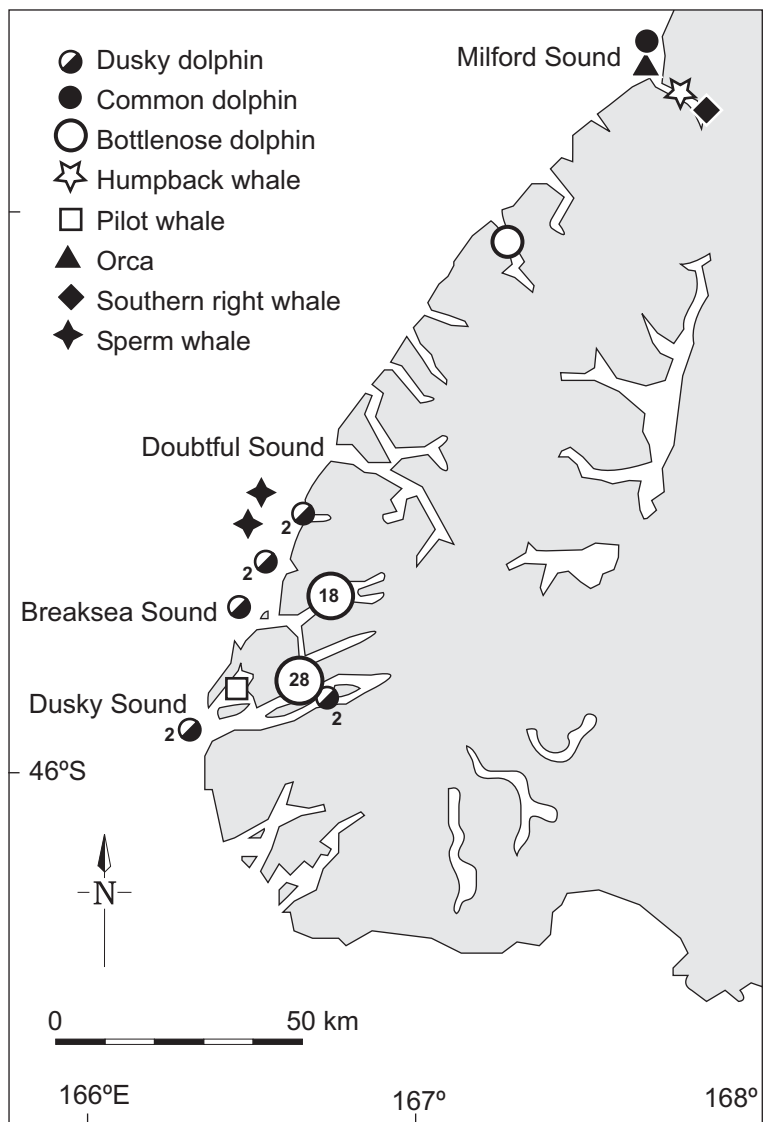 Dusky dolphin
Common dolphin
Bottlenose dolphin
Humpback whale
Pilot whale
Orca
Southern right whale
Sperm whale
Milford Sound
Doubtful Sound
2
2
18
Breaksea Sound
28
Dusky Sound
2
2
46ºS
N
0 50 km
166ºE 167º 168º